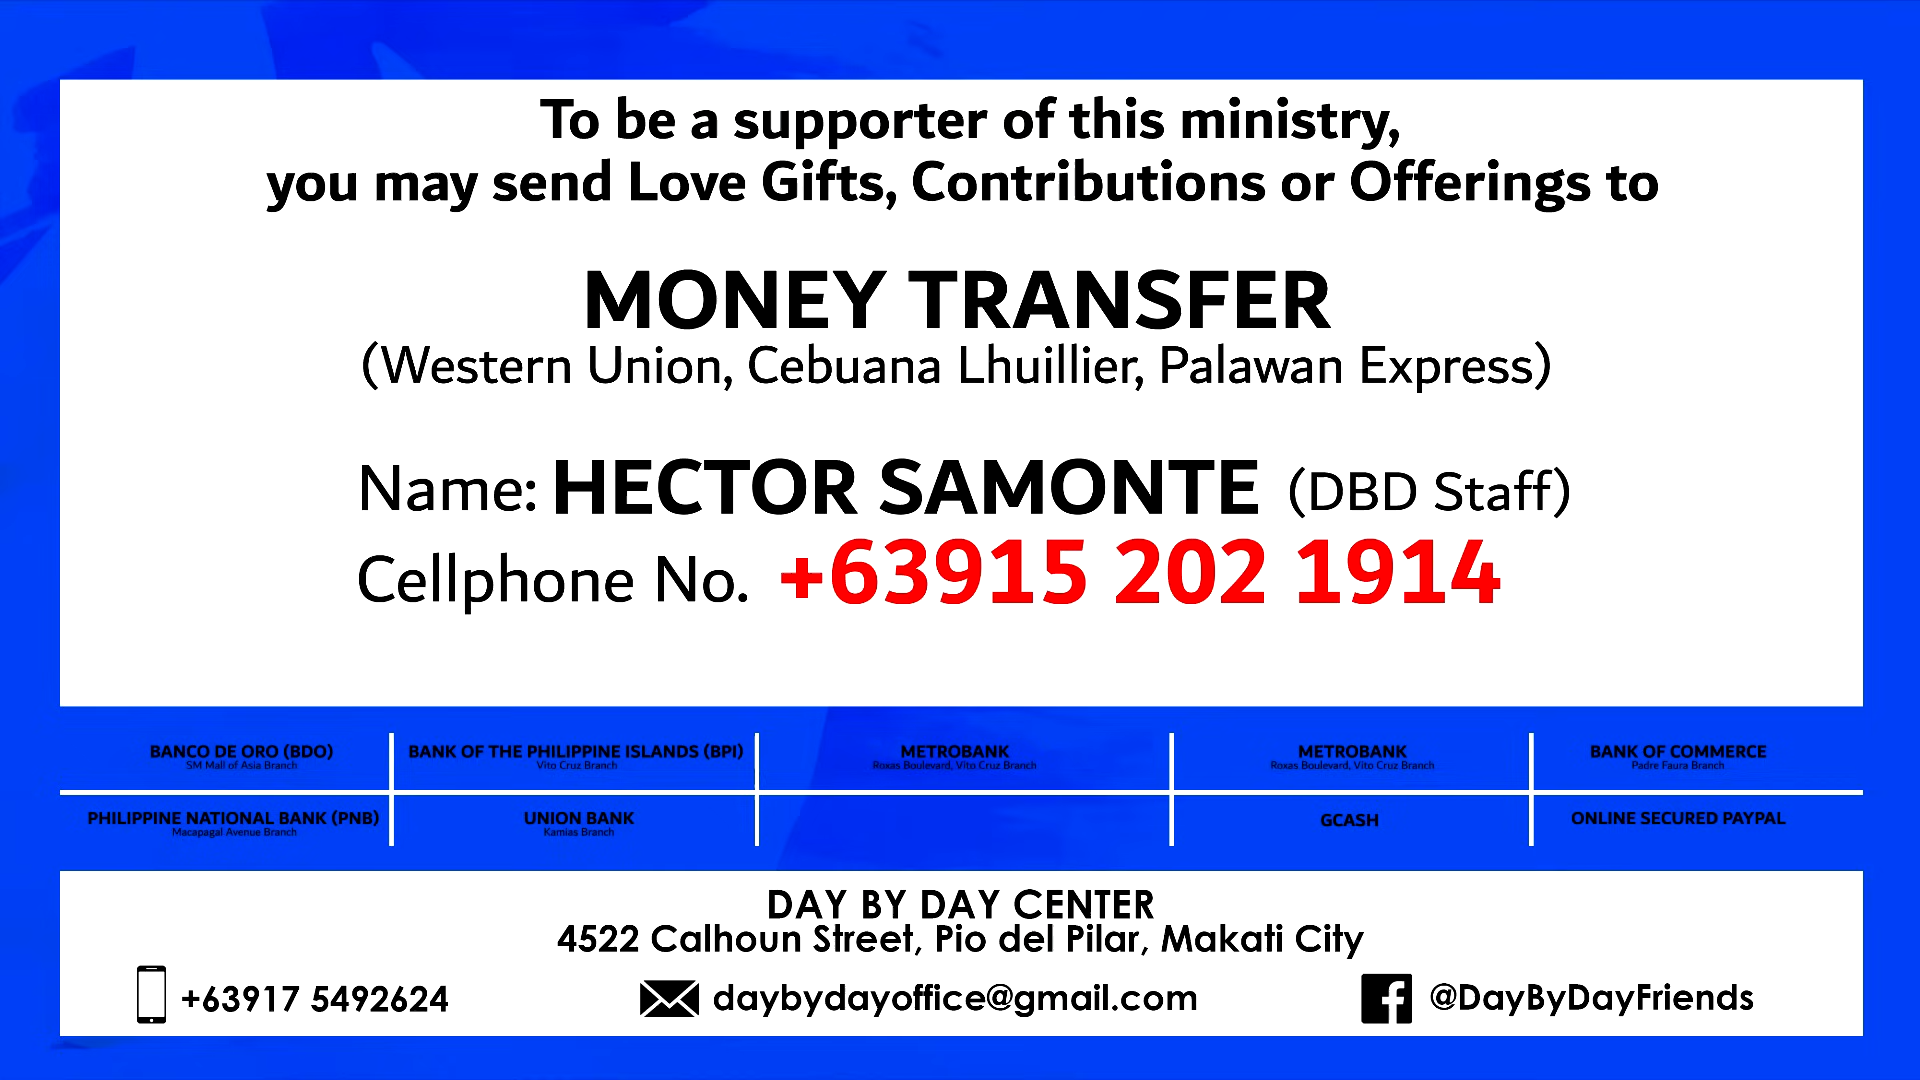 To be a supporter of this ministry,
you may send Love Gifts, Contributions or Offerings to
MONEY TRANSFER
(Western Union, Cebuana Lhuillier, Palawan Express)
Name: HECTOR SAMONTE (DBD Staff)
Cellphone No. +63915 202 1914
BANCO DE ORO (BDO)
SM Mall of Asia Branch
BANK OF THE PHILIPPINE ISLANDS (BPI)
Vito Cruz Branch
METROBANK
Roxas Boulevard, Vito Cruz Branch
METROBANK
Roxas Boulevard, Vito Cruz Branch
BANK OF COMMERCE
Padre Faura Branch
PHILIPPINE NATIONAL BANK (PNB)
Macapagal Avenue Branch
UNION BANK
Kamias Branch
GCASH
ONLINE SECURED PAYPAL
DAY BY DAY CENTER
4522 Calhoun Street, Pio del Pilar, Makati City
+63917 5492624
daybydayoffice@gmail.com
@DayByDayFriends